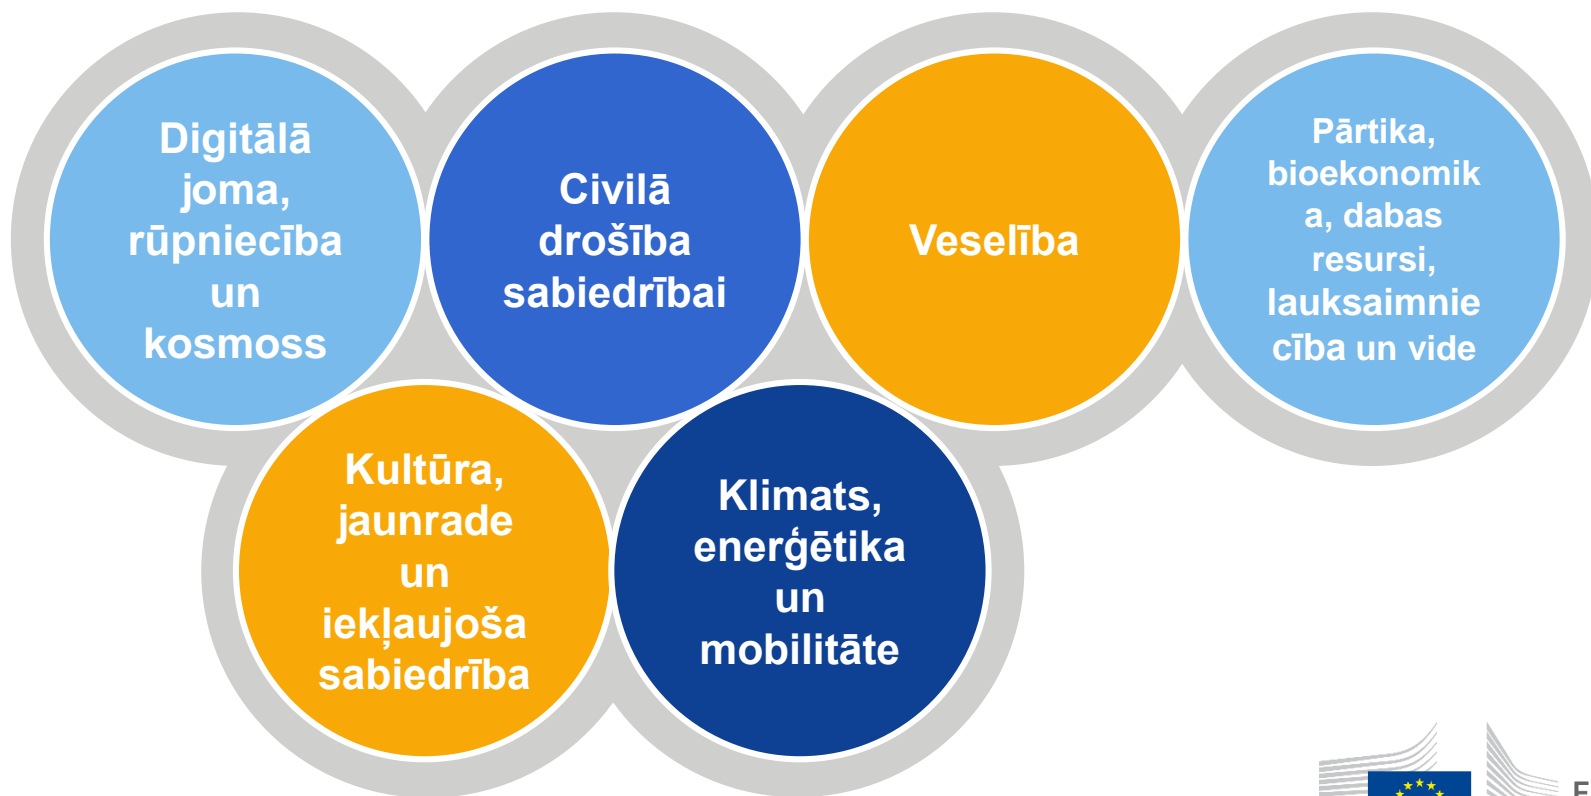 Digitālā
joma,
rūpniecība
un
kosmoss
Civilā
drošība
sabiedrībai
Veselība
Pārtika,
bioekonomik
a, dabas
resursi,
lauksaimnie
cība un vide
Kultūra,
jaunrade
un
iekļaujoša
sabiedrība
Klimats,
enerģētika
un
mobilitāte